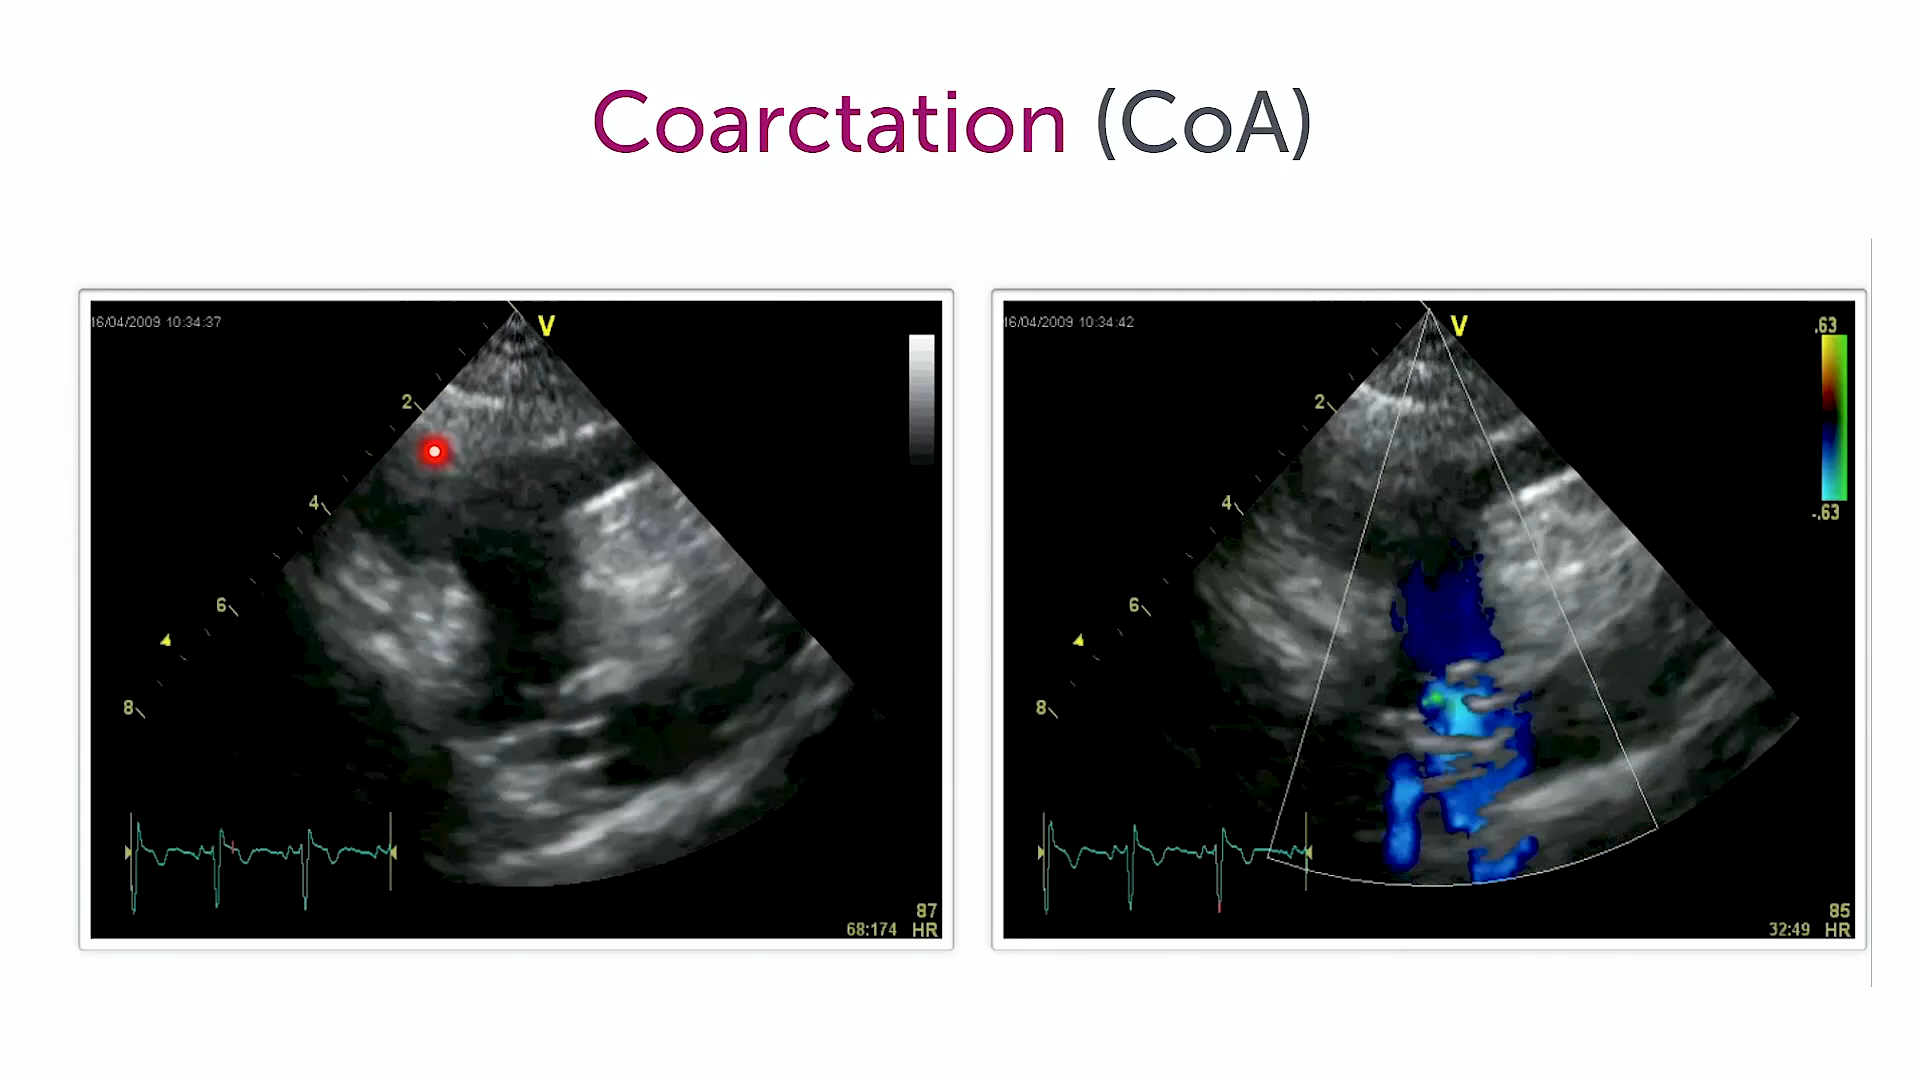 Coarctation (CoA)
16/04/2009 10:34:37
V
2
4
6
8
87
68:174 HR
16/04/2009 10:34:42
V
.63
2
4
-.63
6
8
85
32:49 HR